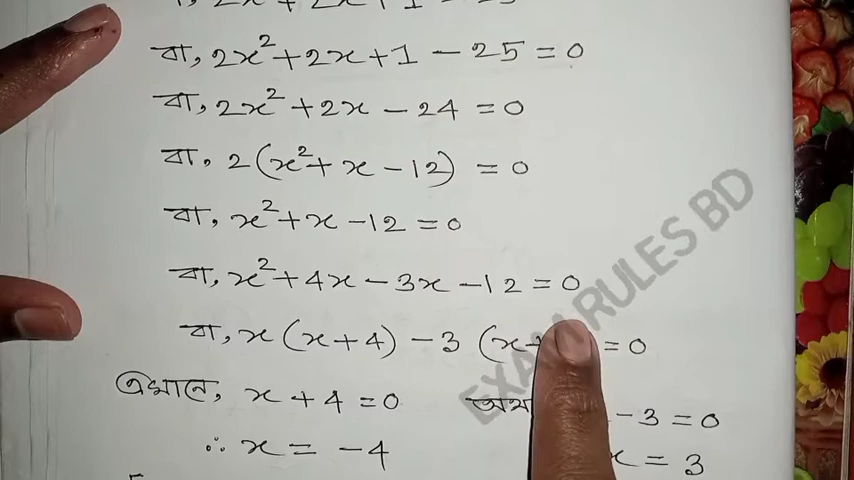 বা, 2x²+2x+1 − 25 = 0
বা, 2x² + 2x − 24 = 0
বা, 2(x²+x−12) = 0
বা, x²+x−12 = 0
বা, x²+4x−3x−12 = 0
বা, x(x+4) −3 (x+ = 0
এখানে, x + 4 = 0 −3 = 0
∴ x = −4 x = 3
EXAM RULES BD